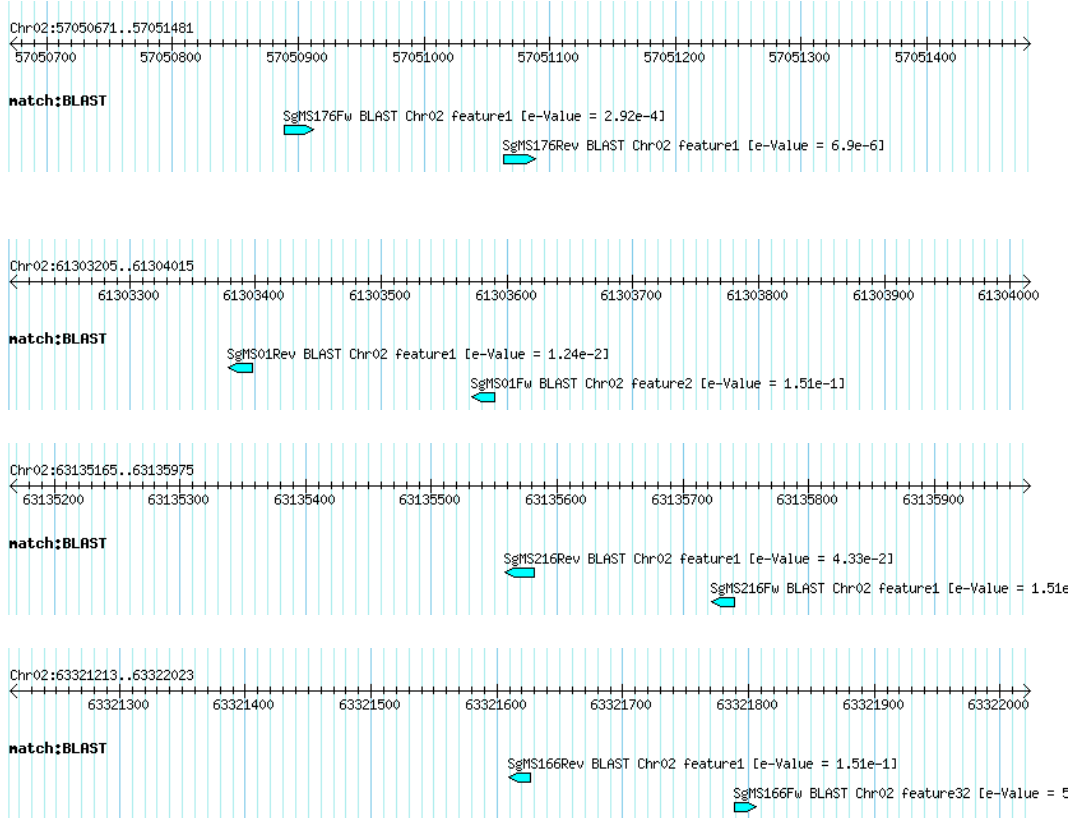 Chr02:57050671..57051481
57050700 57050800 57050900 57051000 57051100 57051200 57051300 57051400
match:BLAST
SgMS176Fw BLAST Chr02 feature1 [e-Value = 2.92e-4]
SgMS176Rev BLAST Chr02 feature1 [e-Value = 6.9e-6]
Chr02:61303205..61304015
61303300 61303400 61303500 61303600 61303700 61303800 61303900 61304000
match:BLAST
SgMS01Rev BLAST Chr02 feature1 [e-Value = 1.24e-2]
SgMS01Fw BLAST Chr02 feature2 [e-Value = 1.51e-1]
Chr02:63135165..63135975
63135200 63135300 63135400 63135500 63135600 63135700 63135800 63135900
match:BLAST
SgMS216Rev BLAST Chr02 feature1 [e-Value = 4.33e-2]
SgMS216Fw BLAST Chr02 feature1 [e-Value = 1.51e
Chr02:63321213..63322023
63321300 63321400 63321500 63321600 63321700 63321800 63321900 63322000
match:BLAST
SgMS166Rev BLAST Chr02 feature1 [e-Value = 1.51e-1]
SgMS166Fw BLAST Chr02 feature32 [e-Value = 5